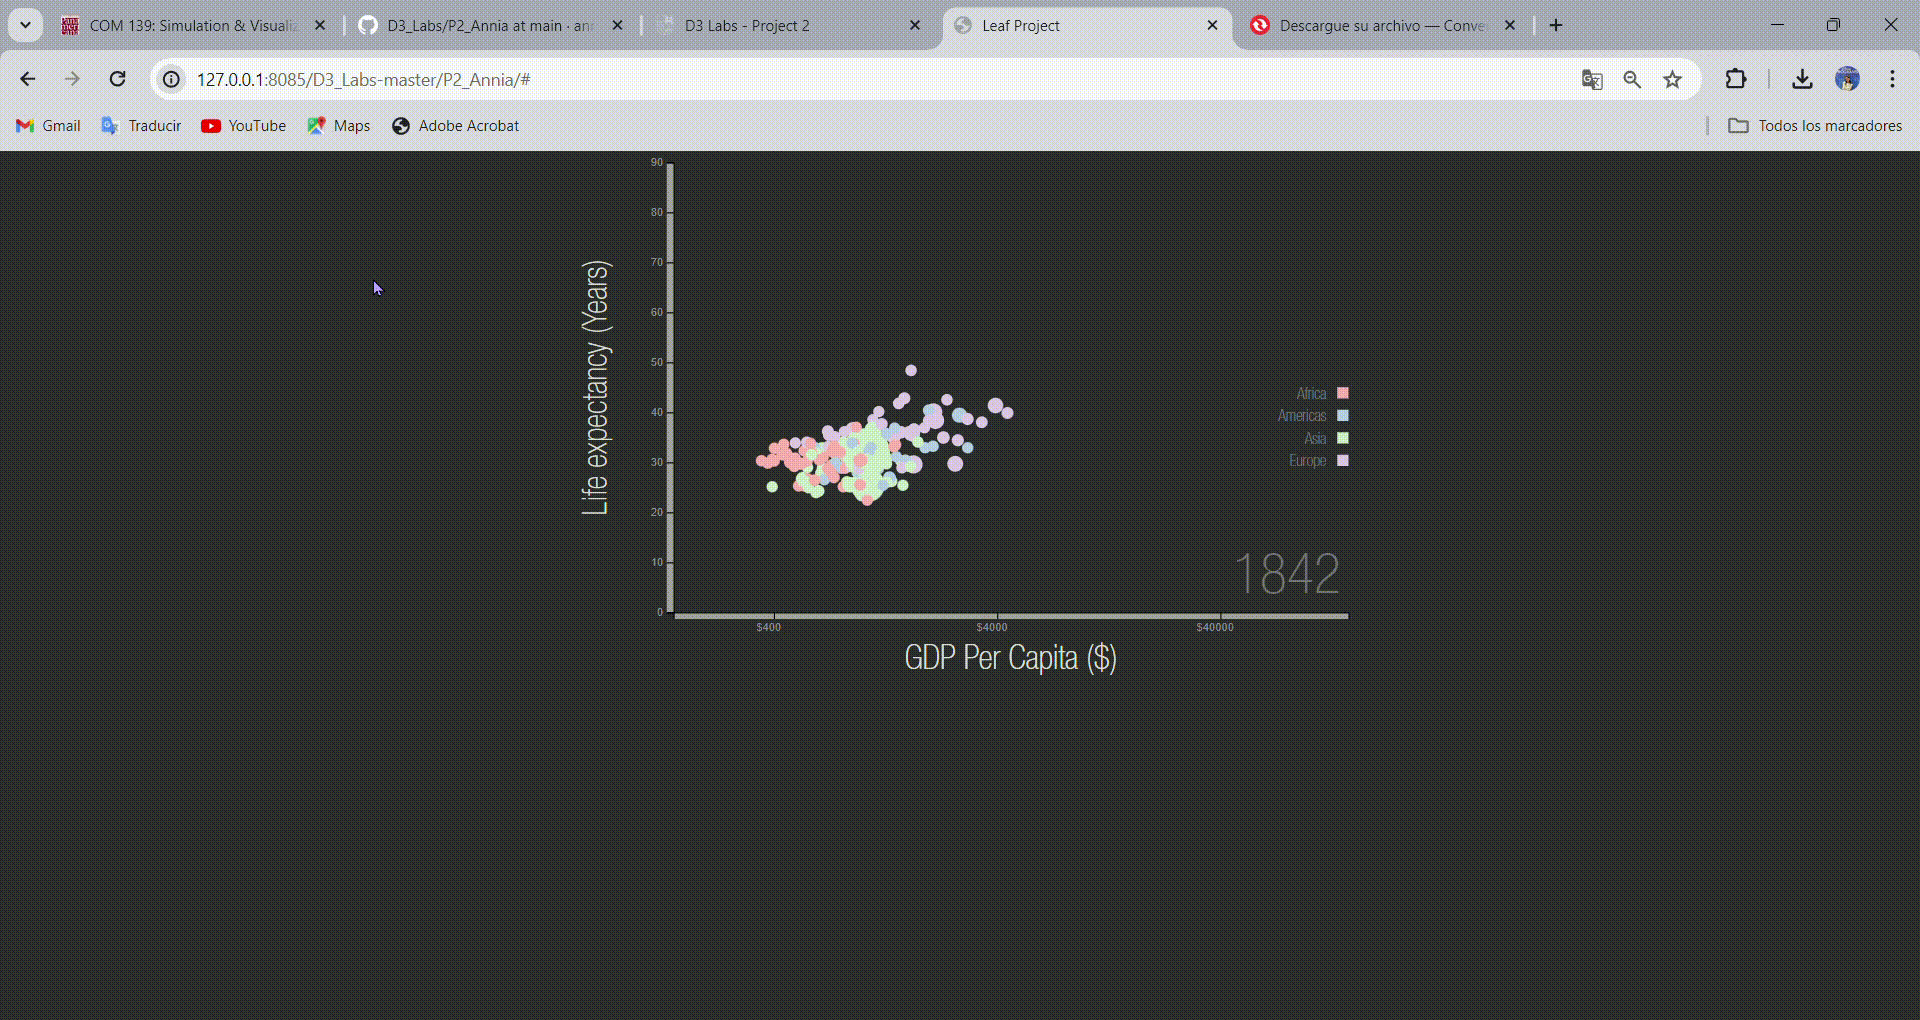 COM 139: Simulation & Visualiz
D3_Labs/P2_Annia at main · ann
D3 Labs - Project 2
Leaf Project
Descargue su archivo — Conve
127.0.0.1:8085/D3_Labs-master/P2_Annia/#
Gmail
Traducir
YouTube
Maps
Adobe Acrobat
Todos los marcadores
90
80
70
60
50
40
30
20
10
0
Life expectancy (Years)
Africa
Americas
Asia
Europe
1842
$400
$4000
$40000
GDP Per Capita ($)